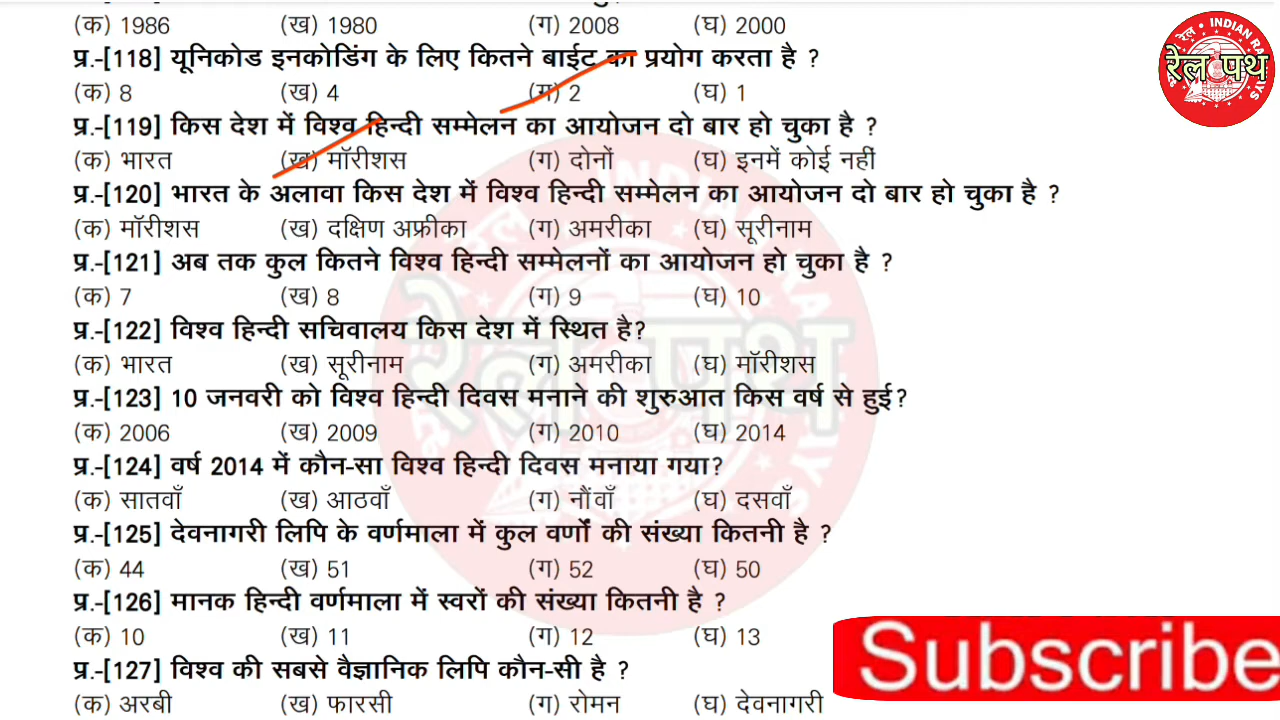 (क) 1986 (ख) 1980 (ग) 2008 (घ) 2000
प्र.-[118] यूनिकोड इनकोडिंग के लिए कितने बाईट का प्रयोग करता है ?
(क) 8 (ख) 4 (ग) 2 (घ) 1
प्र.-[119] किस देश में विश्व हिन्दी सम्मेलन का आयोजन दो बार हो चुका है ?
(क) भारत (ख) मॉरीशस (ग) दोनों (घ) इनमें कोई नहीं
प्र.-[120] भारत के अलावा किस देश में विश्व हिन्दी सम्मेलन का आयोजन दो बार हो चुका है ?
(क) मॉरीशस (ख) दक्षिण अफ्रीका (ग) अमरीका (घ) सूरीनाम
प्र.-[121] अब तक कुल कितने विश्व हिन्दी सम्मेलनों का आयोजन हो चुका है ?
(क) 7 (ख) 8 (ग) 9 (घ) 10
प्र.-[122] विश्व हिन्दी सचिवालय किस देश में स्थित है?
(क) भारत (ख) सूरीनाम (ग) अमरीका (घ) मॉरीशस
प्र.-[123] 10 जनवरी को विश्व हिन्दी दिवस मनाने की शुरुआत किस वर्ष से हुई?
(क) 2006 (ख) 2009 (ग) 2010 (घ) 2014
प्र.-[124] वर्ष 2014 में कौन-सा विश्व हिन्दी दिवस मनाया गया?
(क) सातवाँ (ख) आठवाँ (ग) नौंवाँ (घ) दसवाँ
प्र.-[125] देवनागरी लिपि के वर्णमाला में कुल वर्णों की संख्या कितनी है ?
(क) 44 (ख) 51 (ग) 52 (घ) 50
प्र.-[126] मानक हिन्दी वर्णमाला में स्वरों की संख्या कितनी है ?
(क) 10 (ख) 11 (ग) 12 (घ) 13
प्र.-[127] विश्व की सबसे वैज्ञानिक लिपि कौन-सी है ?
(क) अरबी (ख) फारसी (ग) रोमन (घ) देवनागरी
रेल पथ
Subscribe